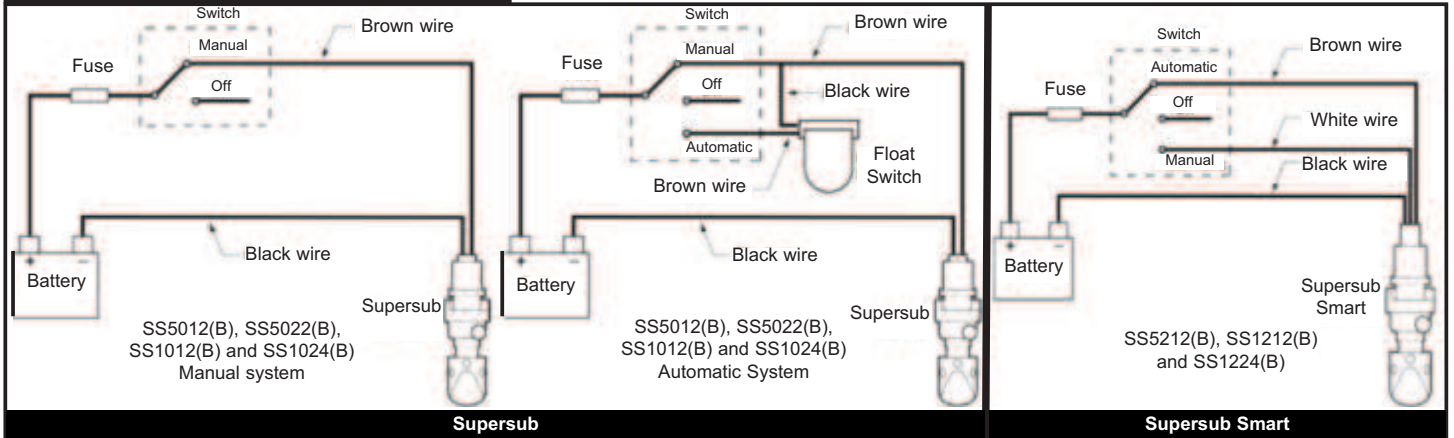 Switch
Manual
Off
Fuse
Brown wire
Black wire
+ -
Battery
Supersub
SS5012(B), SS5022(B),
SS1012(B) and SS1024(B)
Manual system
Switch
Manual
Off
Automatic
Fuse
Brown wire
Black wire
Float
Switch
Brown wire
Black wire
+ -
Battery
Supersub
SS5012(B), SS5022(B),
SS1012(B) and SS1024(B)
Automatic System
Supersub
Switch
Automatic
Off
Manual
Fuse
Brown wire
White wire
Black wire
+ -
Battery
Supersub
Smart
SS5212(B), SS1212(B)
and SS1224(B)
Supersub Smart